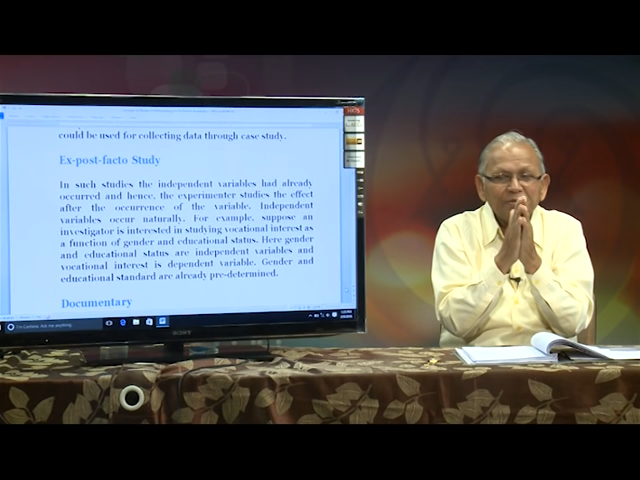 could be used for collecting data through case study.
Ex-post-facto Study
In such studies the independent variables had already
occurred and hence, the experimenter studies the effect
after the occurrence of the variable. Independent
variables occur naturally. For example, suppose an
investigator is interested in studying vocational interest as
a function of gender and educational status. Here gender
and educational status are independent variables and
vocational interest is dependent variable. Gender and
educational standard are already pre-determined.
Documentary
I'm Cortana. Ask me anything.
SONY